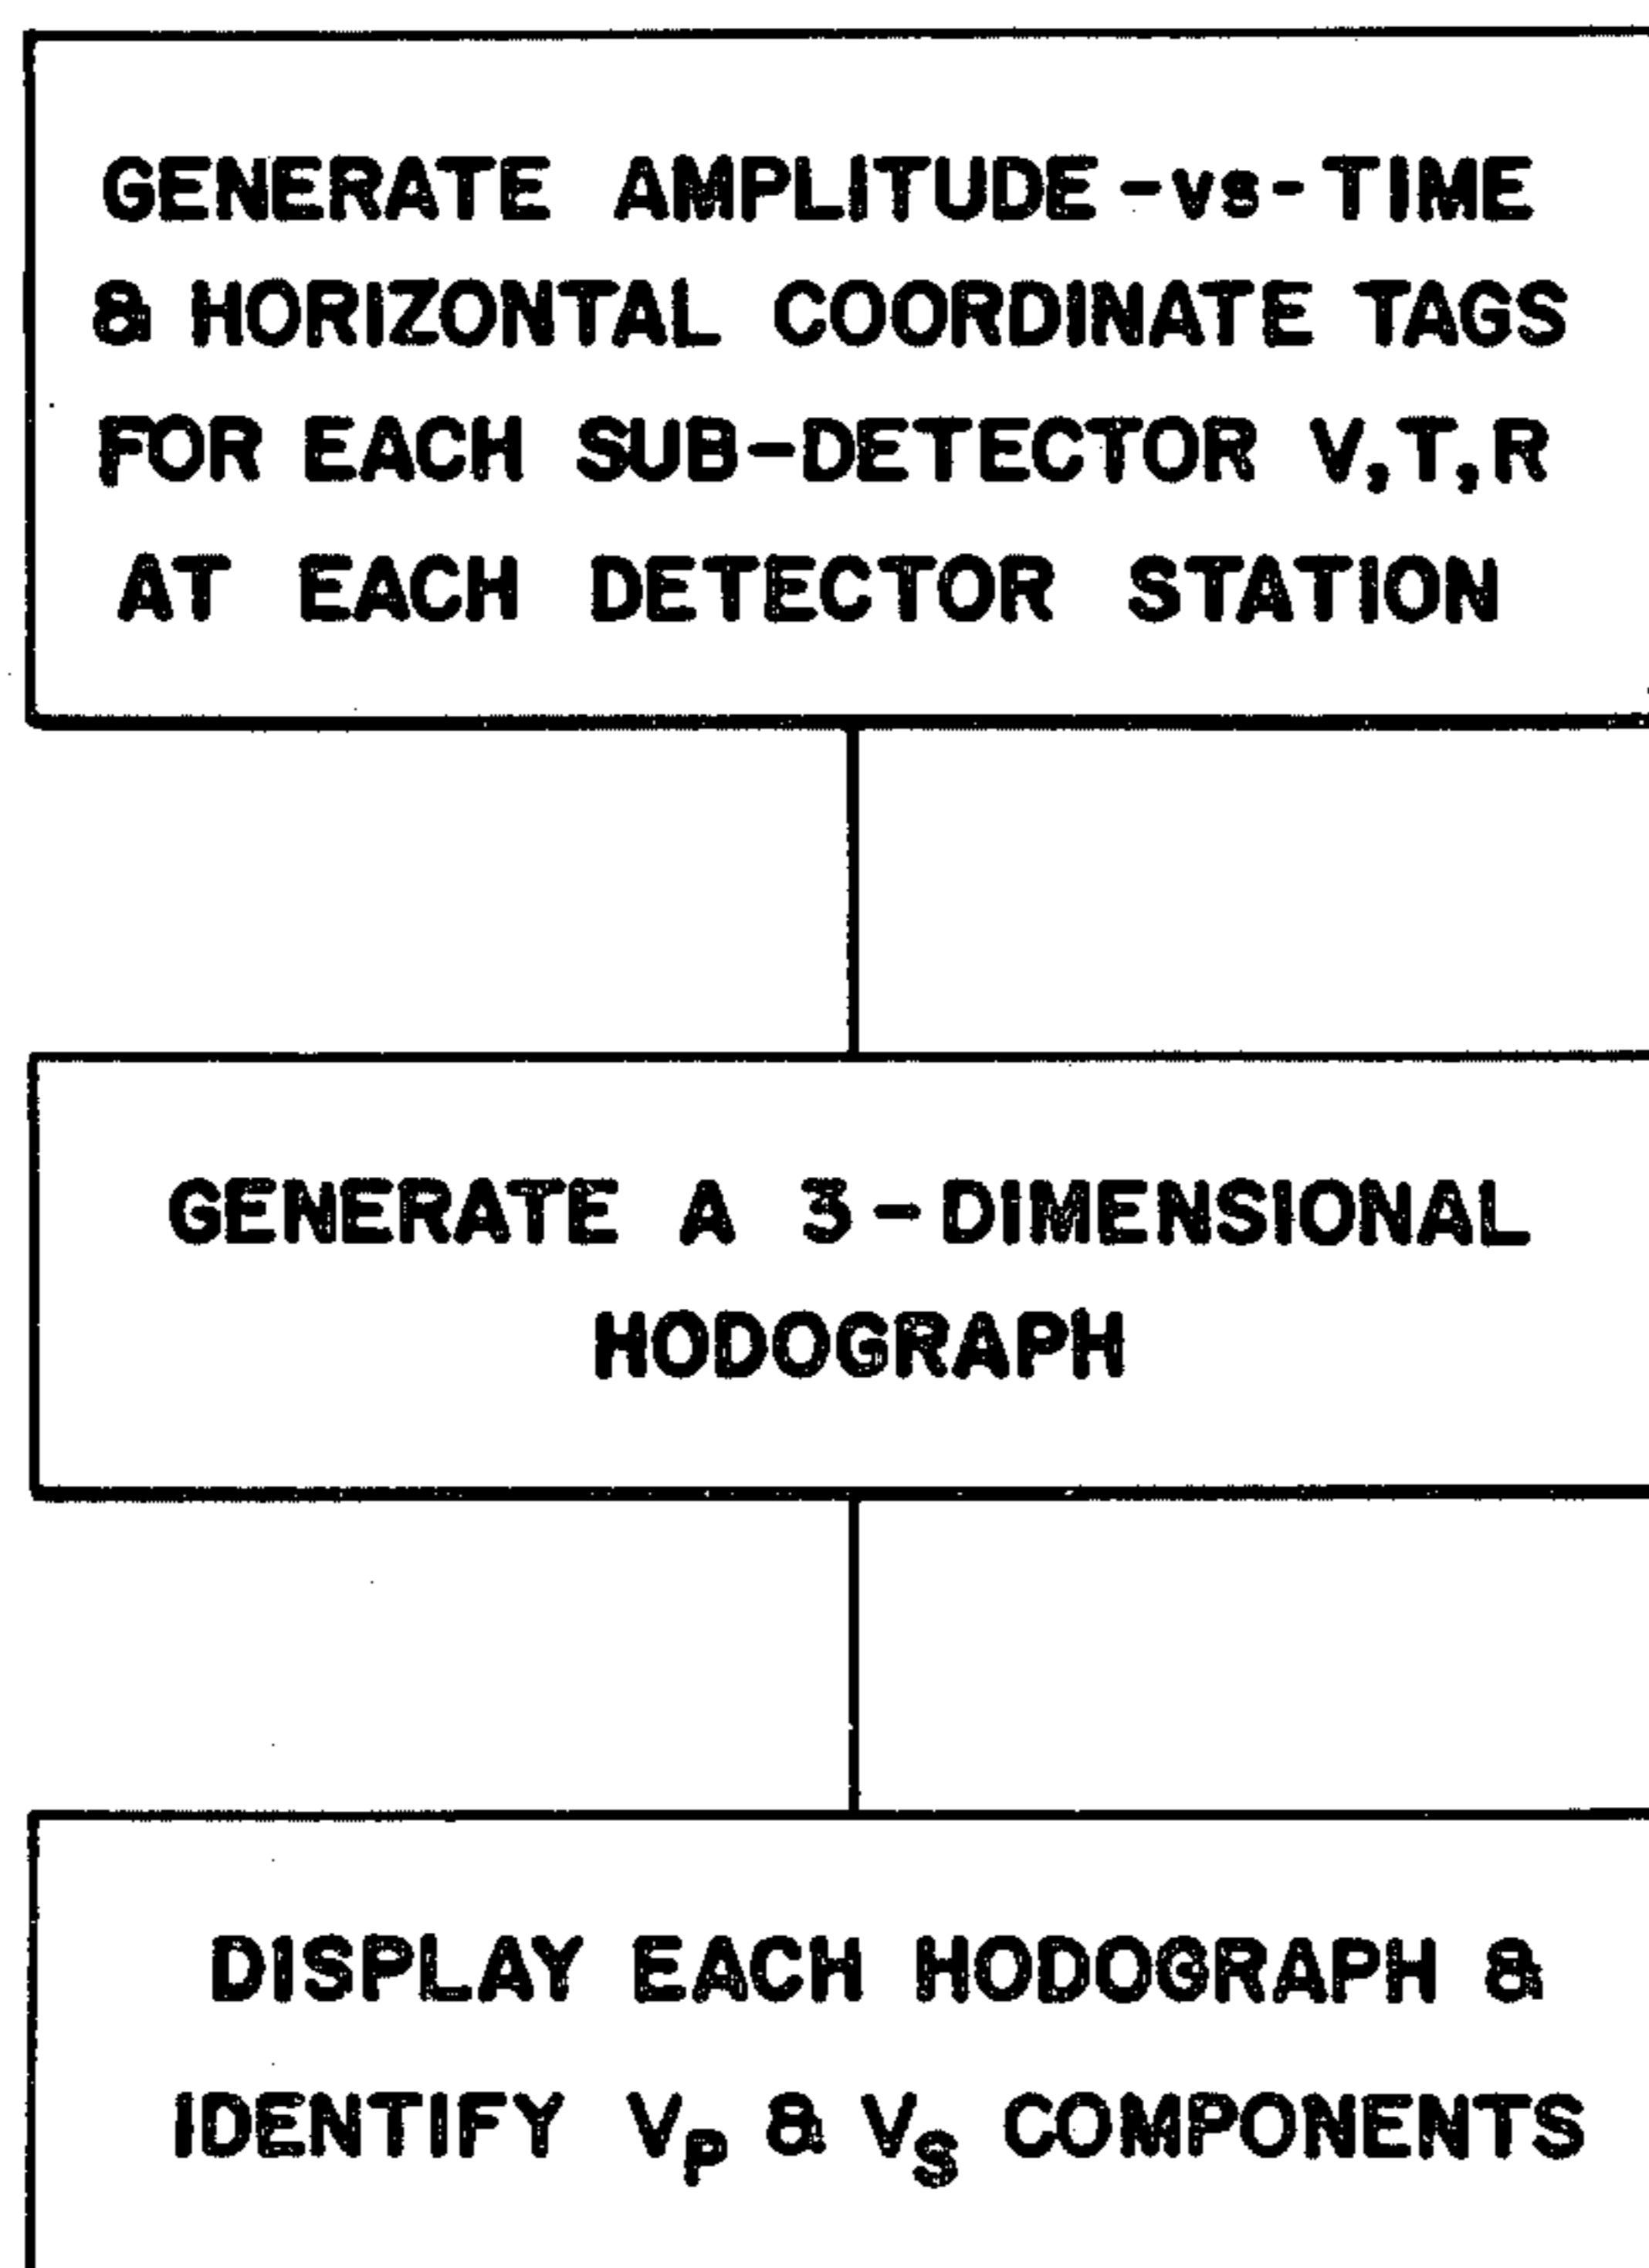 GENERATE AMPLITUDE-vs-TIME
& HORIZONTAL COORDINATE TAGS
FOR EACH SUB-DETECTOR V,T,R
AT EACH DETECTOR STATION
GENERATE A 3-DIMENSIONAL
HODOGRAPH
DISPLAY EACH HODOGRAPH &
IDENTIFY VP & VS COMPONENTS